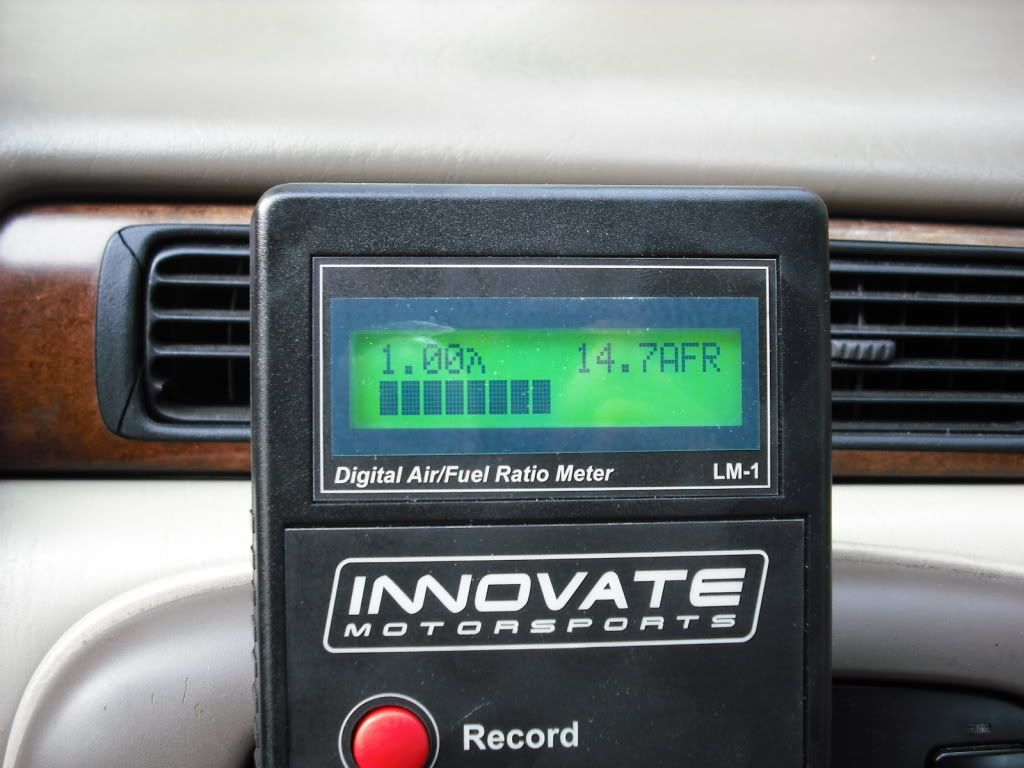 1.00λ 14.7AFR
Digital Air/Fuel Ratio Meter LM-1
INNOVATE
MOTORSPORTS
Record